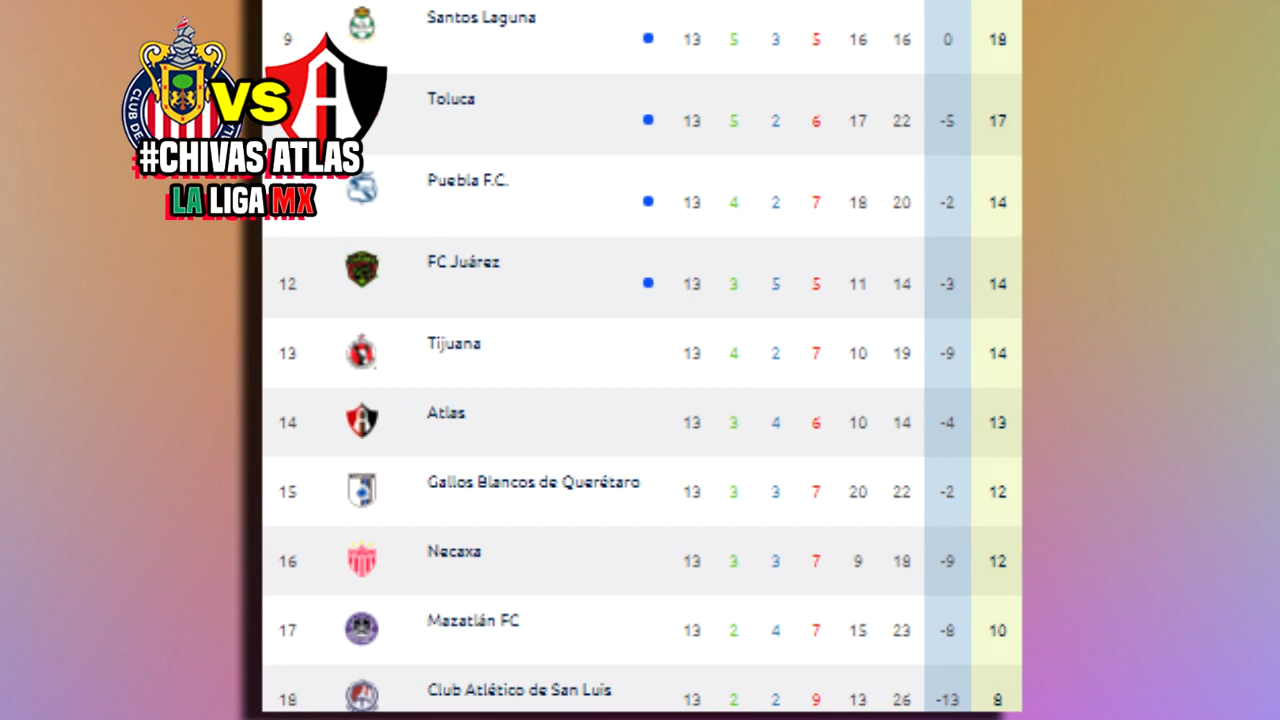 9 Santos Laguna 13 5 3 5 16 16 0 18
CLUB DE
VS
#CHIVAS ATLAS
LA LIGA MX
Toluca 13 5 2 6 17 22 -5 17
Puebla F.C. 13 4 2 7 18 20 -2 14
12 FC Juárez 13 3 5 5 11 14 -3 14
13 Tijuana 13 4 2 7 10 19 -9 14
14 Atlas 13 3 4 6 10 14 -4 13
15 Gallos Blancos de Querétaro 13 3 3 7 20 22 -2 12
16 Necaxa 13 3 3 7 9 18 -9 12
17 Mazatlán FC 13 2 4 7 15 23 -8 10
18 Club Atlético de San Luis 13 2 2 9 13 26 -13 8